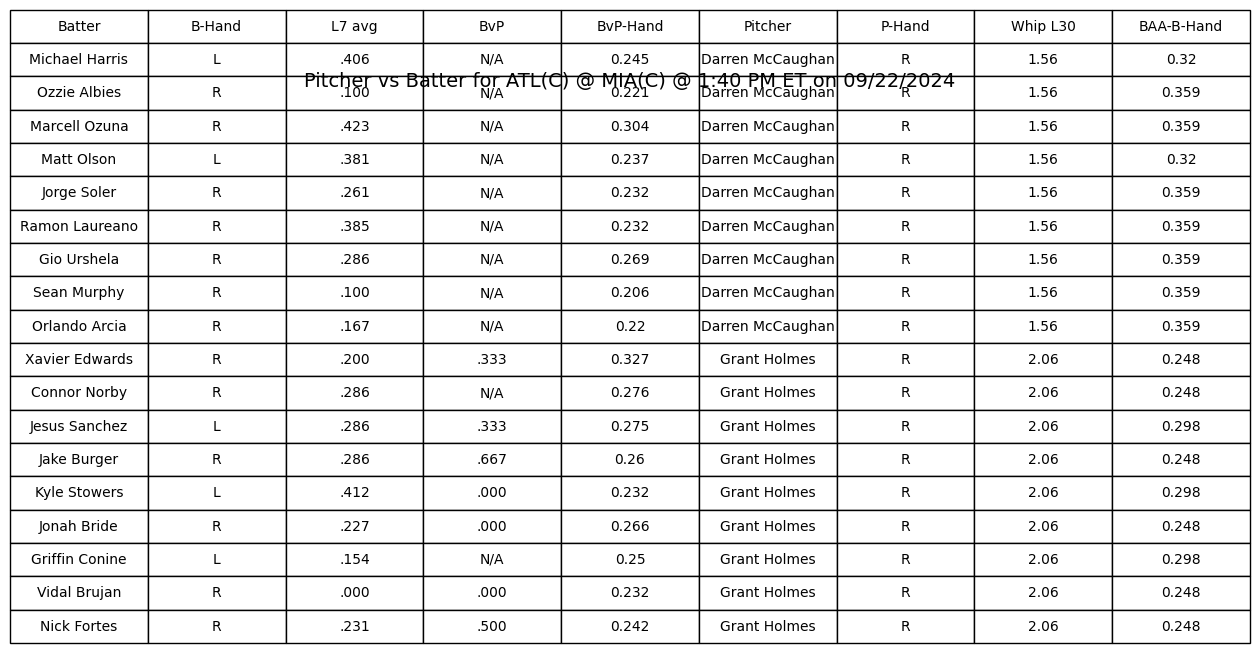 Batter B-Hand L7 avg BvP BvP-Hand Pitcher P-Hand Whip L30 BAA-B-Hand
Michael Harris L .406 N/A 0.245 Darren McCaughan R 1.56 0.32
Pitcher vs Batter for ATL(C) @ MIA(C) @ 1:40 PM ET on 09/22/2024
Ozzie Albies R .100 N/A 0.221 Darren McCaughan R 1.56 0.359
Marcell Ozuna R .423 N/A 0.304 Darren McCaughan R 1.56 0.359
Matt Olson L .381 N/A 0.237 Darren McCaughan R 1.56 0.32
Jorge Soler R .261 N/A 0.232 Darren McCaughan R 1.56 0.359
Ramon Laureano R .385 N/A 0.232 Darren McCaughan R 1.56 0.359
Gio Urshela R .286 N/A 0.269 Darren McCaughan R 1.56 0.359
Sean Murphy R .100 N/A 0.206 Darren McCaughan R 1.56 0.359
Orlando Arcia R .167 N/A 0.22 Darren McCaughan R 1.56 0.359
Xavier Edwards R .200 .333 0.327 Grant Holmes R 2.06 0.248
Connor Norby R .286 N/A 0.276 Grant Holmes R 2.06 0.248
Jesus Sanchez L .286 .333 0.275 Grant Holmes R 2.06 0.298
Jake Burger R .286 .667 0.26 Grant Holmes R 2.06 0.248
Kyle Stowers L .412 .000 0.232 Grant Holmes R 2.06 0.298
Jonah Bride R .227 .000 0.266 Grant Holmes R 2.06 0.248
Griffin Conine L .154 N/A 0.25 Grant Holmes R 2.06 0.298
Vidal Brujan R .000 .000 0.232 Grant Holmes R 2.06 0.248
Nick Fortes R .231 .500 0.242 Grant Holmes R 2.06 0.248